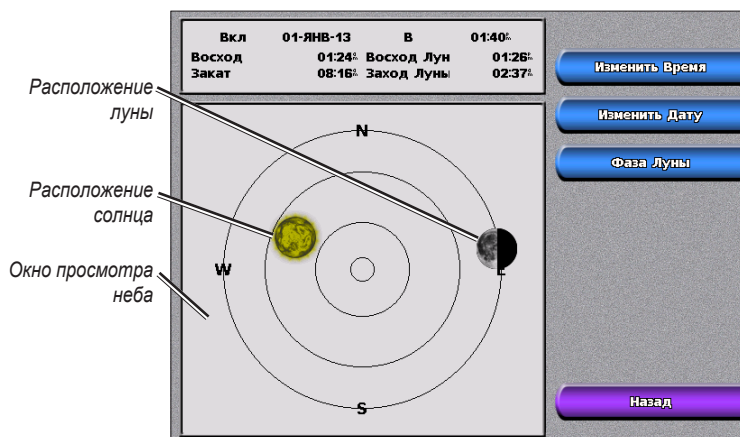 Вкл 01-ЯНВ-13 В 01:40
Восход 01:24 Восход Лун 01:26
Закат 08:16 Заход Луны 02:37
Изменить Время
Изменить Дату
Фаза Луны
Назад
Расположение
луны
Расположение
солнца
Окно просмотра
неба
N
W
E
S